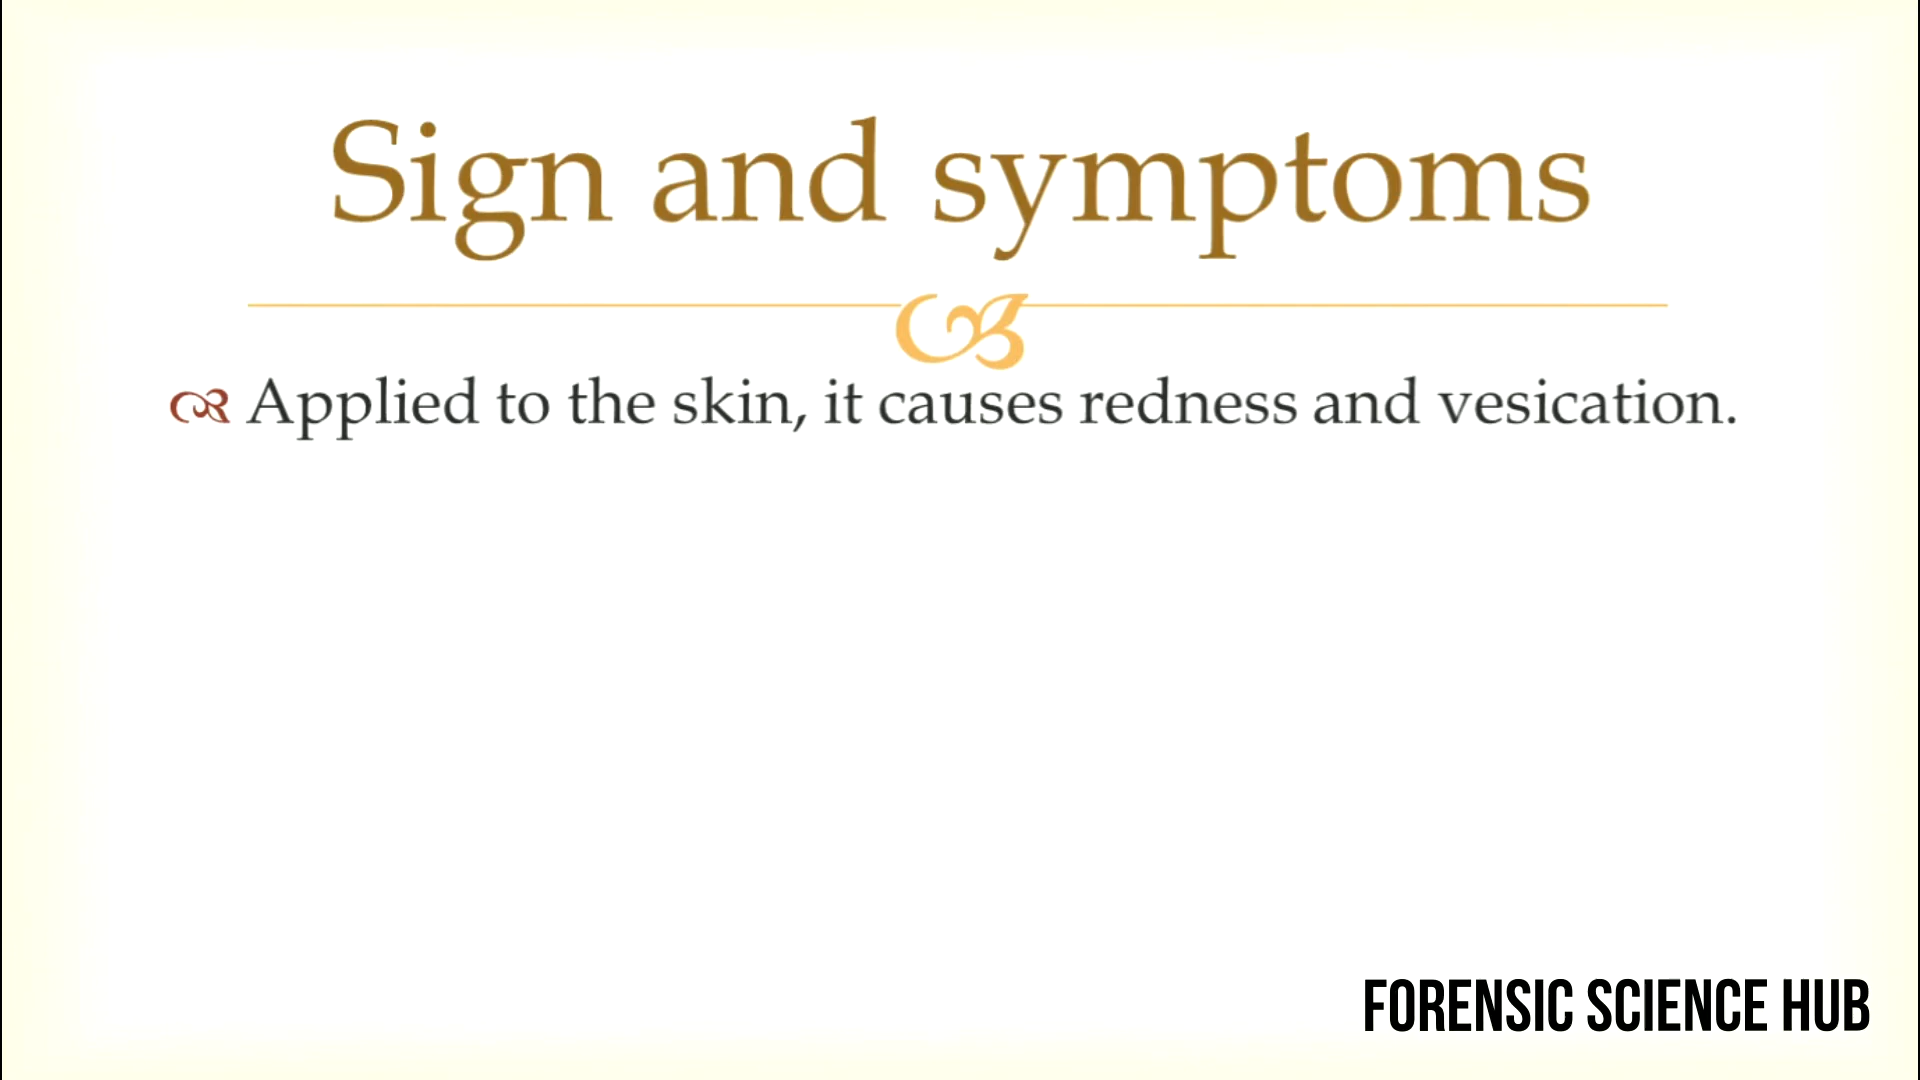 Sign and symptoms
Applied to the skin, it causes redness and vesication.
FORENSIC SCIENCE HUB